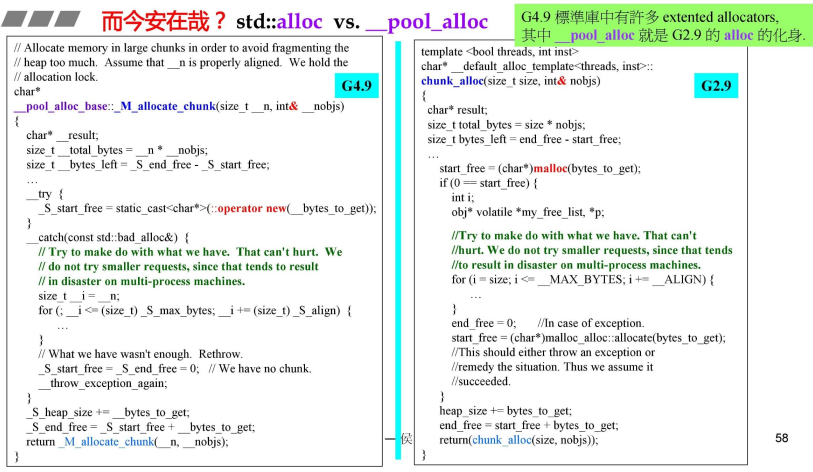 而今安在哉？ std::alloc vs. __pool_alloc
G4.9 標準庫中有許多 extented allocators,
其中 __pool_alloc 就是 G2.9 的 alloc 的化身.
// Allocate memory in large chunks in order to avoid fragmenting the
// heap too much. Assume that __n is properly aligned. We hold the
// allocation lock.
G4.9
char*
__pool_alloc_base::_M_allocate_chunk(size_t __n, int& __nobjs)
{
char* __result;
size_t __total_bytes = __n * __nobjs;
size_t __bytes_left = _S_end_free - _S_start_free;
…
__try {
_S_start_free = static_cast<char*>(::operator new(__bytes_to_get));
}
__catch(const std::bad_alloc&) {
// Try to make do with what we have. That can't hurt. We
// do not try smaller requests, since that tends to result
// in disaster on multi-process machines.
size_t __i = __n;
for (; __i <= (size_t) _S_max_bytes; __i += (size_t) _S_align) {
…
}
// What we have wasn't enough. Rethrow.
_S_start_free = _S_end_free = 0; // We have no chunk.
__throw_exception_again;
}
_S_heap_size += __bytes_to_get;
_S_end_free = _S_start_free + __bytes_to_get;
return _M_allocate_chunk(__n, __nobjs);
}
template <bool threads, int inst>
char* __default_alloc_template<threads, inst>::
chunk_alloc(size_t size, int& nobjs)
G2.9
{
char* result;
size_t total_bytes = size * nobjs;
size_t bytes_left = end_free - start_free;
…
start_free = (char*)malloc(bytes_to_get);
if (0 == start_free) {
int i;
obj* volatile *my_free_list, *p;
//Try to make do with what we have. That can't
//hurt. We do not try smaller requests, since that tends
//to result in disaster on multi-process machines.
for (i = size; i <= __MAX_BYTES; i += __ALIGN) {
…
}
end_free = 0; //In case of exception.
start_free = (char*)malloc_alloc::allocate(bytes_to_get);
//This should either throw an exception or
//remedy the situation. Thus we assume it
//succeeded.
}
heap_size += bytes_to_get;
end_free = start_free + bytes_to_get;
return(chunk_alloc(size, nobjs));
}
侯
58